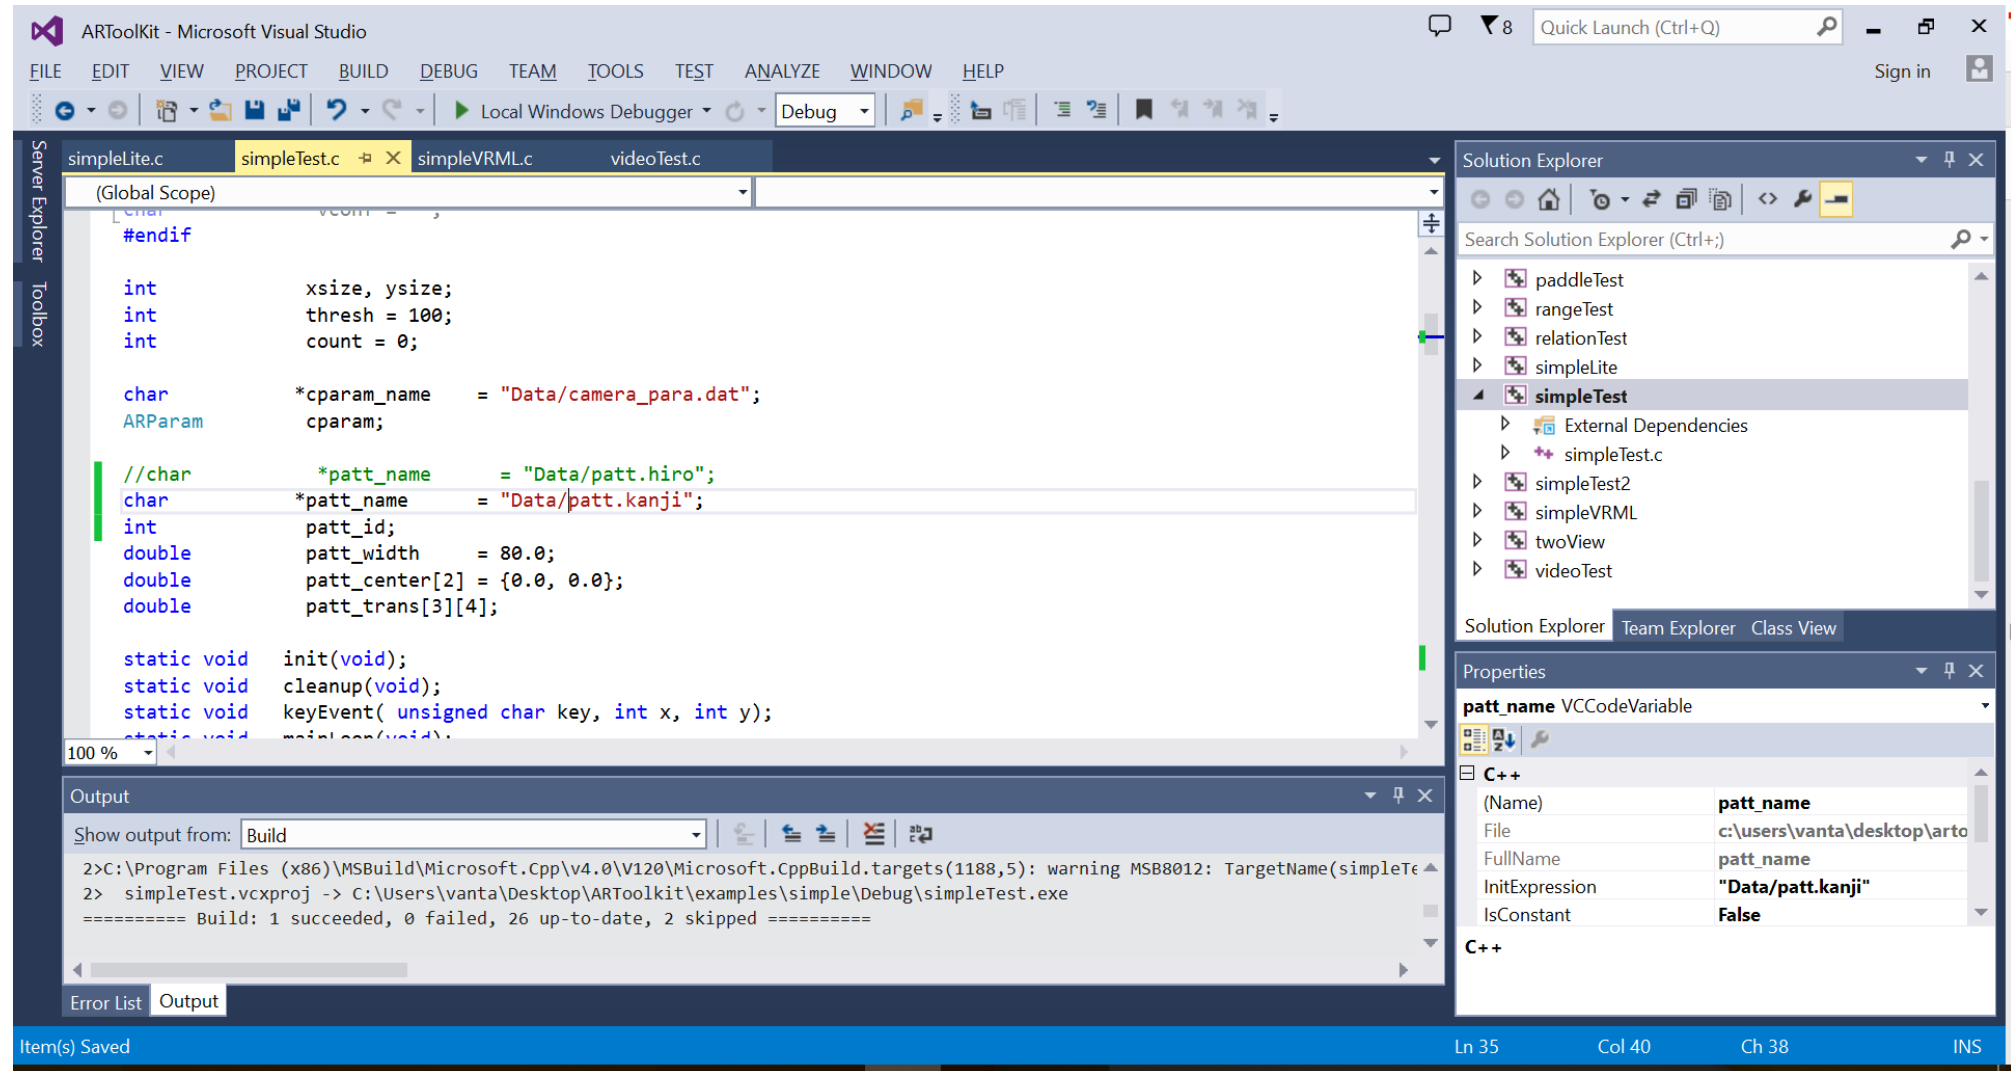 ARToolKit - Microsoft Visual Studio
8
Quick Launch (Ctrl+Q)
FILE EDIT VIEW PROJECT BUILD DEBUG TEAM TOOLS TEST ANALYZE WINDOW HELP
Sign in
Local Windows Debugger
Debug
Server Explorer
Toolbox
simpleLite.c simpleTest.c simpleVRML.c videoTest.c
(Global Scope)
#endif
int xsize, ysize;
int thresh = 100;
int count = 0;
char *cparam_name = "Data/camera_para.dat";
ARParam cparam;
//char *patt_name = "Data/patt.hiro";
char *patt_name = "Data/patt.kanji";
int patt_id;
double patt_width = 80.0;
double patt_center[2] = {0.0, 0.0};
double patt_trans[3][4];
static void init(void);
static void cleanup(void);
static void keyEvent( unsigned char key, int x, int y);
static void mainLoop(void);
100 %
Output
Show output from: Build
2>C:\Program Files (x86)\MSBuild\Microsoft.Cpp\v4.0\V120\Microsoft.CppBuild.targets(1188,5): warning MSB8012: TargetName(simpleTe
2> simpleTest.vcxproj -> C:\Users\vanta\Desktop\ARToolkit\examples\simple\Debug\simpleTest.exe
========== Build: 1 succeeded, 0 failed, 26 up-to-date, 2 skipped ==========
Error List Output
Solution Explorer
Search Solution Explorer (Ctrl+;)
paddleTest
rangeTest
relationTest
simpleLite
simpleTest
External Dependencies
simpleTest.c
simpleTest2
simpleVRML
twoView
videoTest
Solution Explorer Team Explorer Class View
Properties
patt_name VCCodeVariable
C++
(Name) patt_name
File c:\users\vanta\desktop\arto
FullName patt_name
InitExpression "Data/patt.kanji"
IsConstant False
C++
Item(s) Saved
Ln 35 Col 40 Ch 38 INS